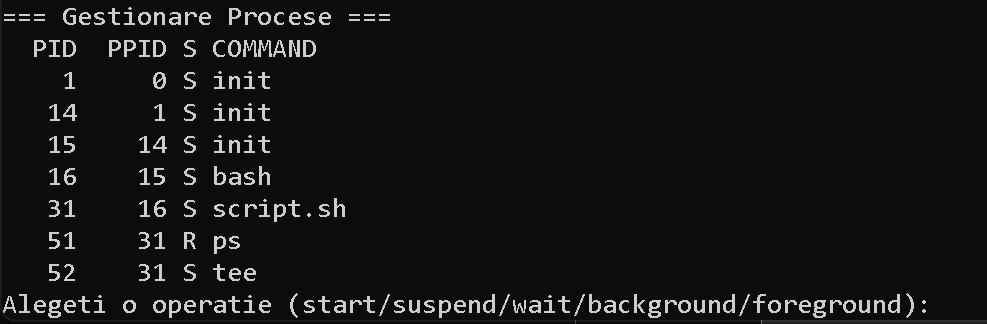 === Gestionare Procese ===
PID PPID S COMMAND
1 0 S init
14 1 S init
15 14 S init
16 15 S bash
31 16 S script.sh
51 31 R ps
52 31 S tee
Alegeti o operatie (start/suspend/wait/background/foreground):